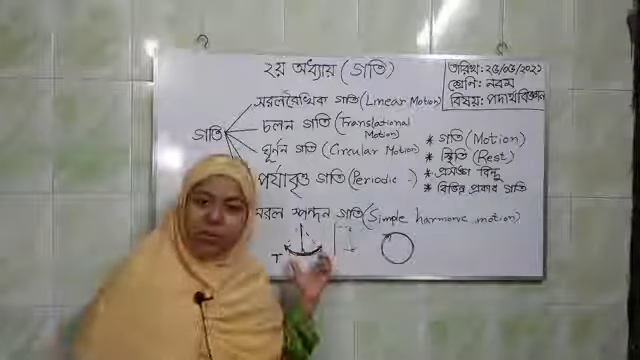 ২য় অধ্যায় (গতি)
তারিখ: ২৫/০৫/২০২১
শ্রেণি: নবম
বিষয়: পদার্থবিজ্ঞান
গতি
সরলরৈখিক গতি (Linear Motion)
চলন গতি (Translational Motion)
ঘূর্ণন গতি (Circular Motion)
পর্যাবৃত্ত গতি (Periodic
সরল স্পন্দন গতি (Simple harmonic motion)
* গতি (Motion)
* স্থিতি (Rest)
* প্রসঙ্গ বিন্দু
* বিভিন্ন প্রকার গতি
T